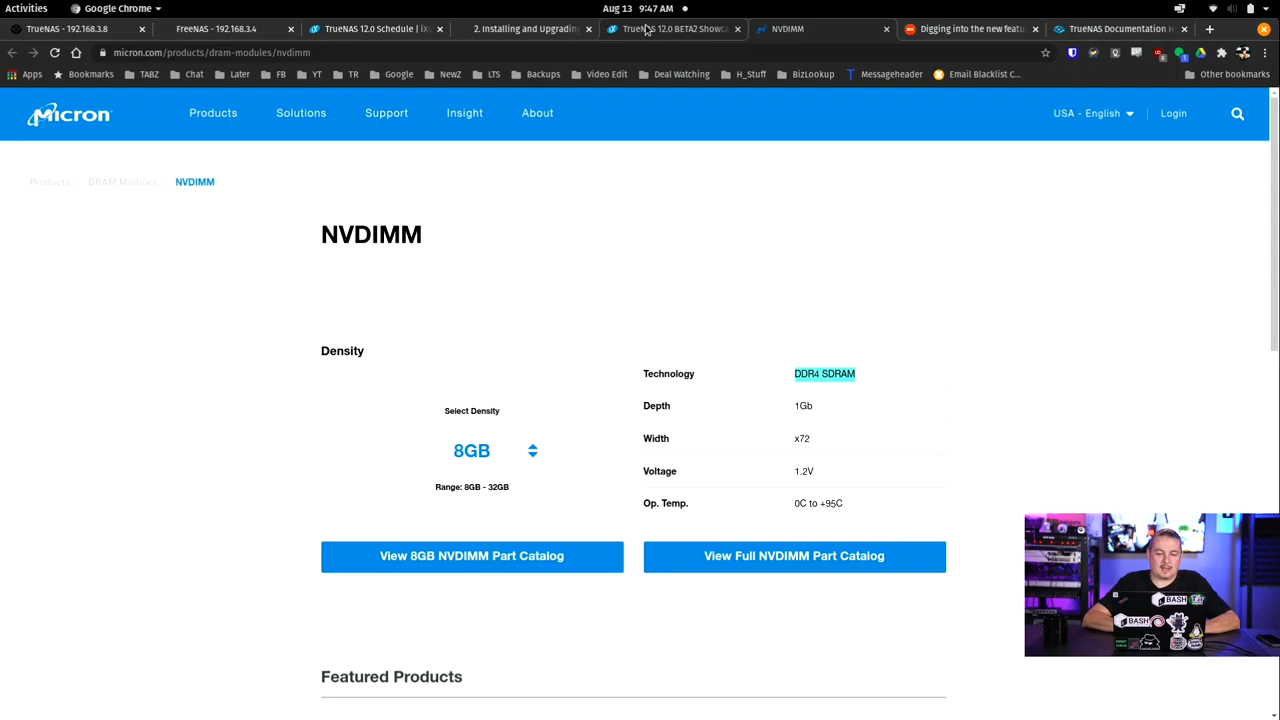 Activities Google Chrome Aug 13 9:47 AM
TrueNAS - 192.168.3.8 FreeNAS - 192.168.3.4 TrueNAS 12.0 Schedule | iX 2. Installing and Upgrading TrueNAS 12.0 BETA2 Showca NVDIMM Digging into the new featu TrueNAS Documentation H
micron.com/products/dram-modules/nvdimm
Apps Bookmarks TABZ Chat Later FB YT TR Google NewZ LTS Backups Video Edit Deal Watching H_Stuff BizLookup Messageheader Email Blacklist C... Other bookmarks
Micron Products Solutions Support Insight About USA - English Login
Products DRAM Modules NVDIMM
NVDIMM
Density
Select Density
8GB
Range: 8GB - 32GB
Technology DDR4 SDRAM
Depth 1Gb
Width x72
Voltage 1.2V
Op. Temp. 0C to +95C
View 8GB NVDIMM Part Catalog View Full NVDIMM Part Catalog
Featured Products
BASH
BASH